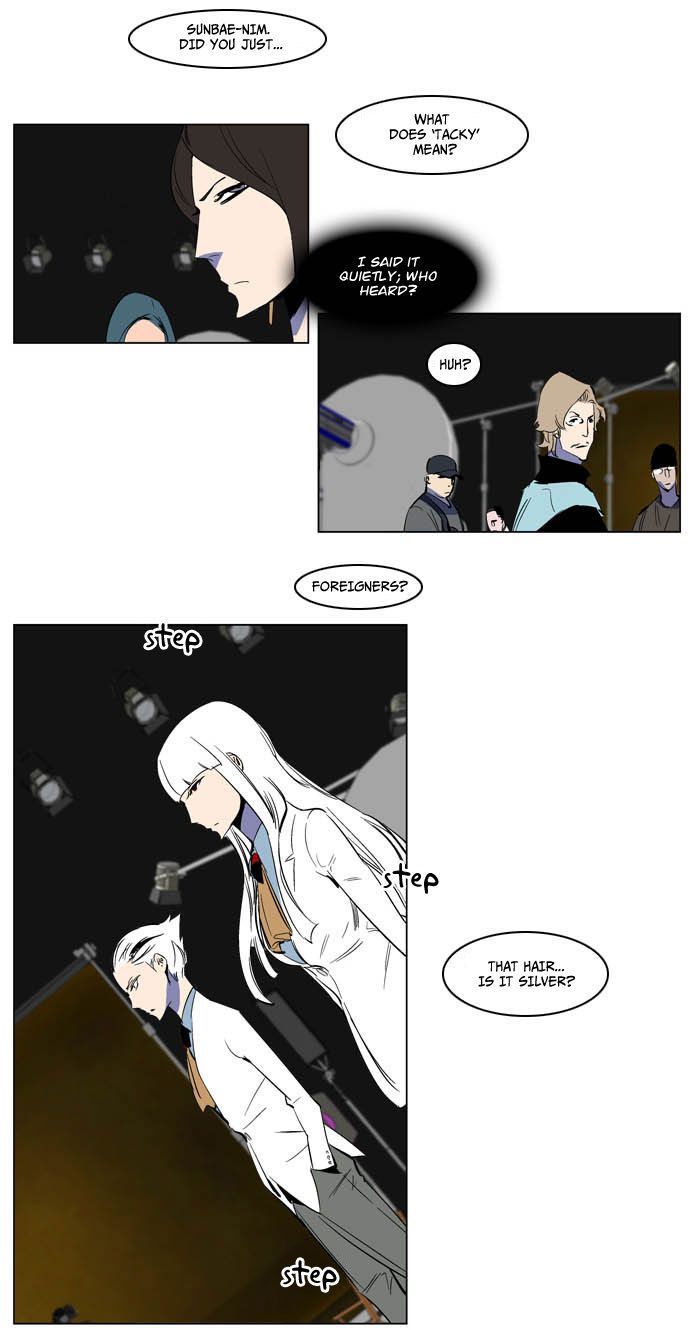 SUNBAE-NIM.
DID YOU JUST...
WHAT
DOES 'TACKY'
MEAN?
I SAID IT
QUIETLY; WHO
HEARD?
HUH?
FOREIGNERS?
step
step
THAT HAIR...
IS IT SILVER?
step